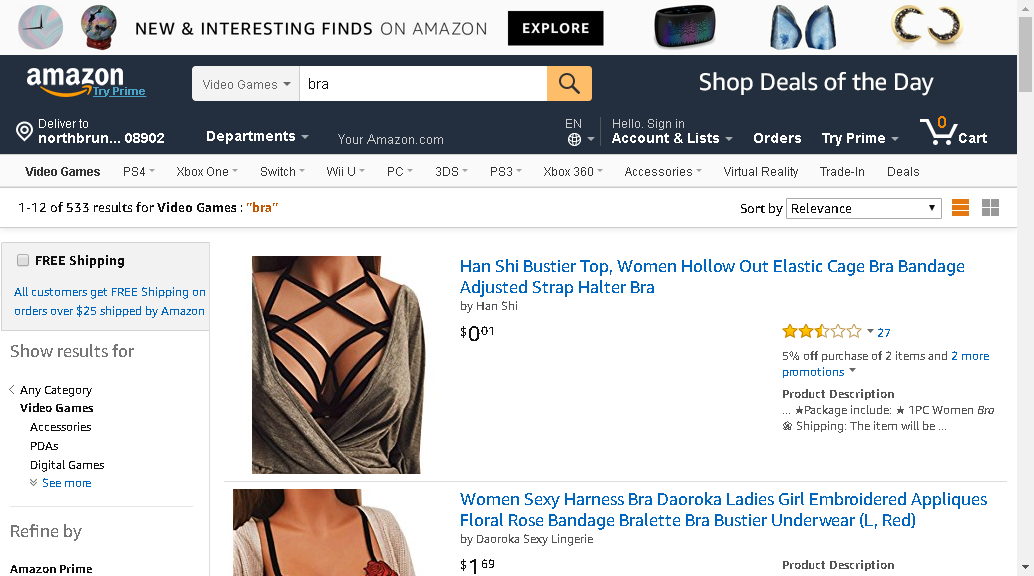 NEW & INTERESTING FINDS ON AMAZON EXPLORE
amazon
Try Prime
Video Games
bra
Shop Deals of the Day
Deliver to
northbrun... 08902
Departments
Your Amazon.com
EN
Hello. Sign in
Account & Lists
Orders
Try Prime
0
Cart
Video Games PS4 Xbox One Switch Wii U PC 3DS PS3 Xbox 360 Accessories Virtual Reality Trade-In Deals
1-12 of 533 results for Video Games : "bra"
Sort by Relevance
FREE Shipping
All customers get FREE Shipping on
orders over $25 shipped by Amazon
Show results for
Any Category
Video Games
Accessories
PDAs
Digital Games
See more
Refine by
Amazon Prime
Han Shi Bustier Top, Women Hollow Out Elastic Cage Bra Bandage
Adjusted Strap Halter Bra
by Han Shi
$0 01
27
5% off purchase of 2 items and 2 more
promotions
Product Description
... ★Package include: ★ 1PC Women Bra
❀ Shipping: The item will be ...
Women Sexy Harness Bra Daoroka Ladies Girl Embroidered Appliques
Floral Rose Bandage Bralette Bra Bustier Underwear (L, Red)
by Daoroka Sexy Lingerie
$1 69
Product Description